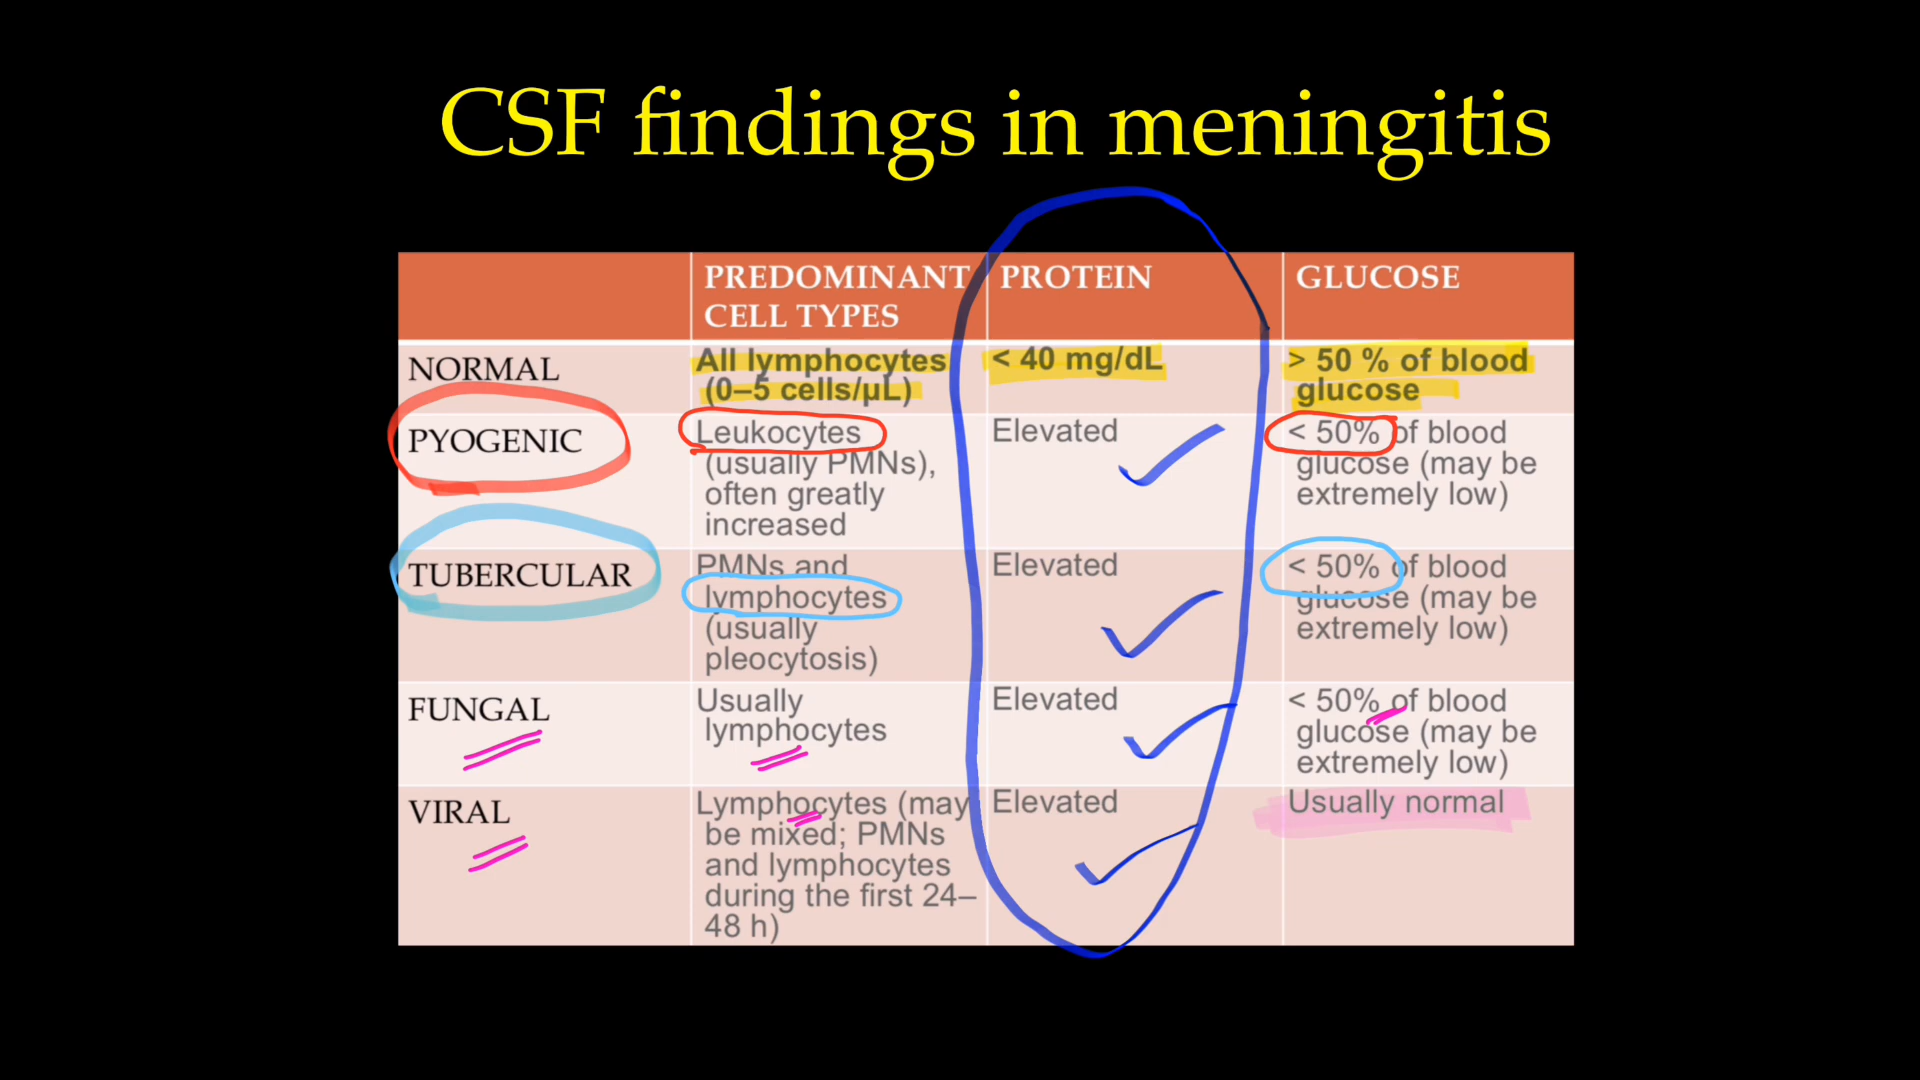 CSF findings in meningitis
PREDOMINANT CELL TYPES
PROTEIN
GLUCOSE
NORMAL
All lymphocytes
(0–5 cells/µL)
< 40 mg/dL
> 50 % of blood
glucose
PYOGENIC
Leukocytes
(usually PMNs),
often greatly
increased
Elevated
< 50% of blood
glucose (may be
extremely low)
TUBERCULAR
PMNs and
lymphocytes
(usually
pleocytosis)
Elevated
< 50% of blood
glucose (may be
extremely low)
FUNGAL
Usually
lymphocytes
Elevated
< 50% of blood
glucose (may be
extremely low)
VIRAL
Lymphocytes (may
be mixed; PMNs
and lymphocytes
during the first 24–
48 h)
Elevated
Usually normal